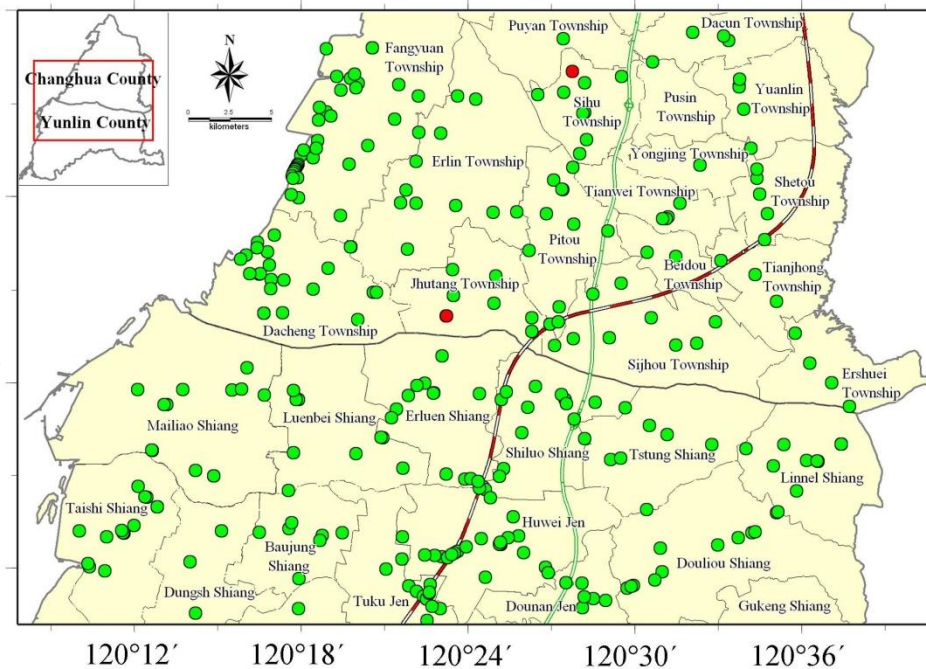 Changhua County
Yunlin County
N
0 2.5 5
kilometers
Puyan Township
Dacun Township
Fangyuan
Township
Sihu
Township
Pusin
Township
Yuanlin
Township
Erlin Township
Yongjing Township
Shetou
Township
Tianwei Township
Pitou
Township
Beidou
Township
Tianjhong
Township
Jhutang Township
Dacheng Township
Sijhou Township
Ershuei
Township
Mailiao Shiang
Luenbei Shiang
Erluen Shiang
Shiluo Shiang
Tstung Shiang
Linnel Shiang
Taishi Shiang
Huwei Jen
Baujung
Shiang
Douliou Shiang
Dungsh Shiang
Tuku Jen
Dounan Jen
Gukeng Shiang
120°12' 120°18' 120°24' 120°30' 120°36'